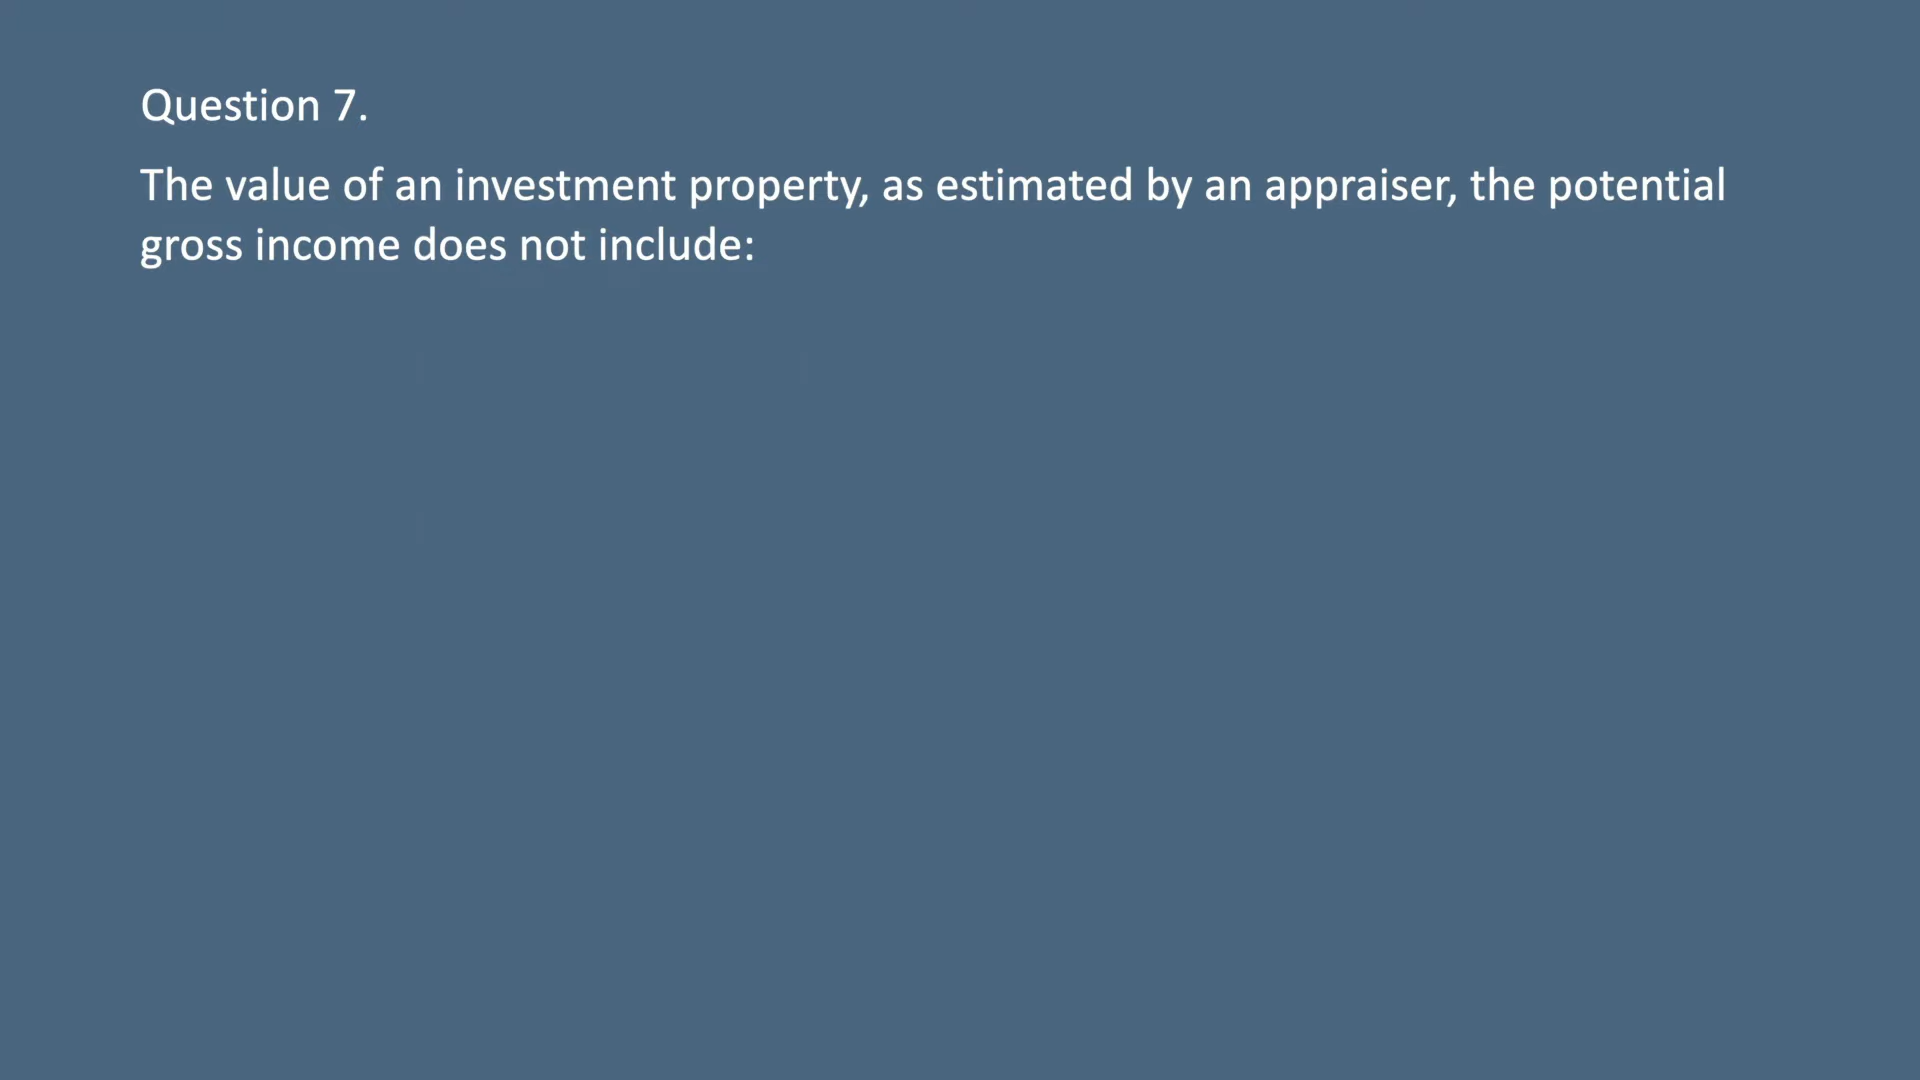 Question 7.
The value of an investment property, as estimated by an appraiser, the potential
gross income does not include: